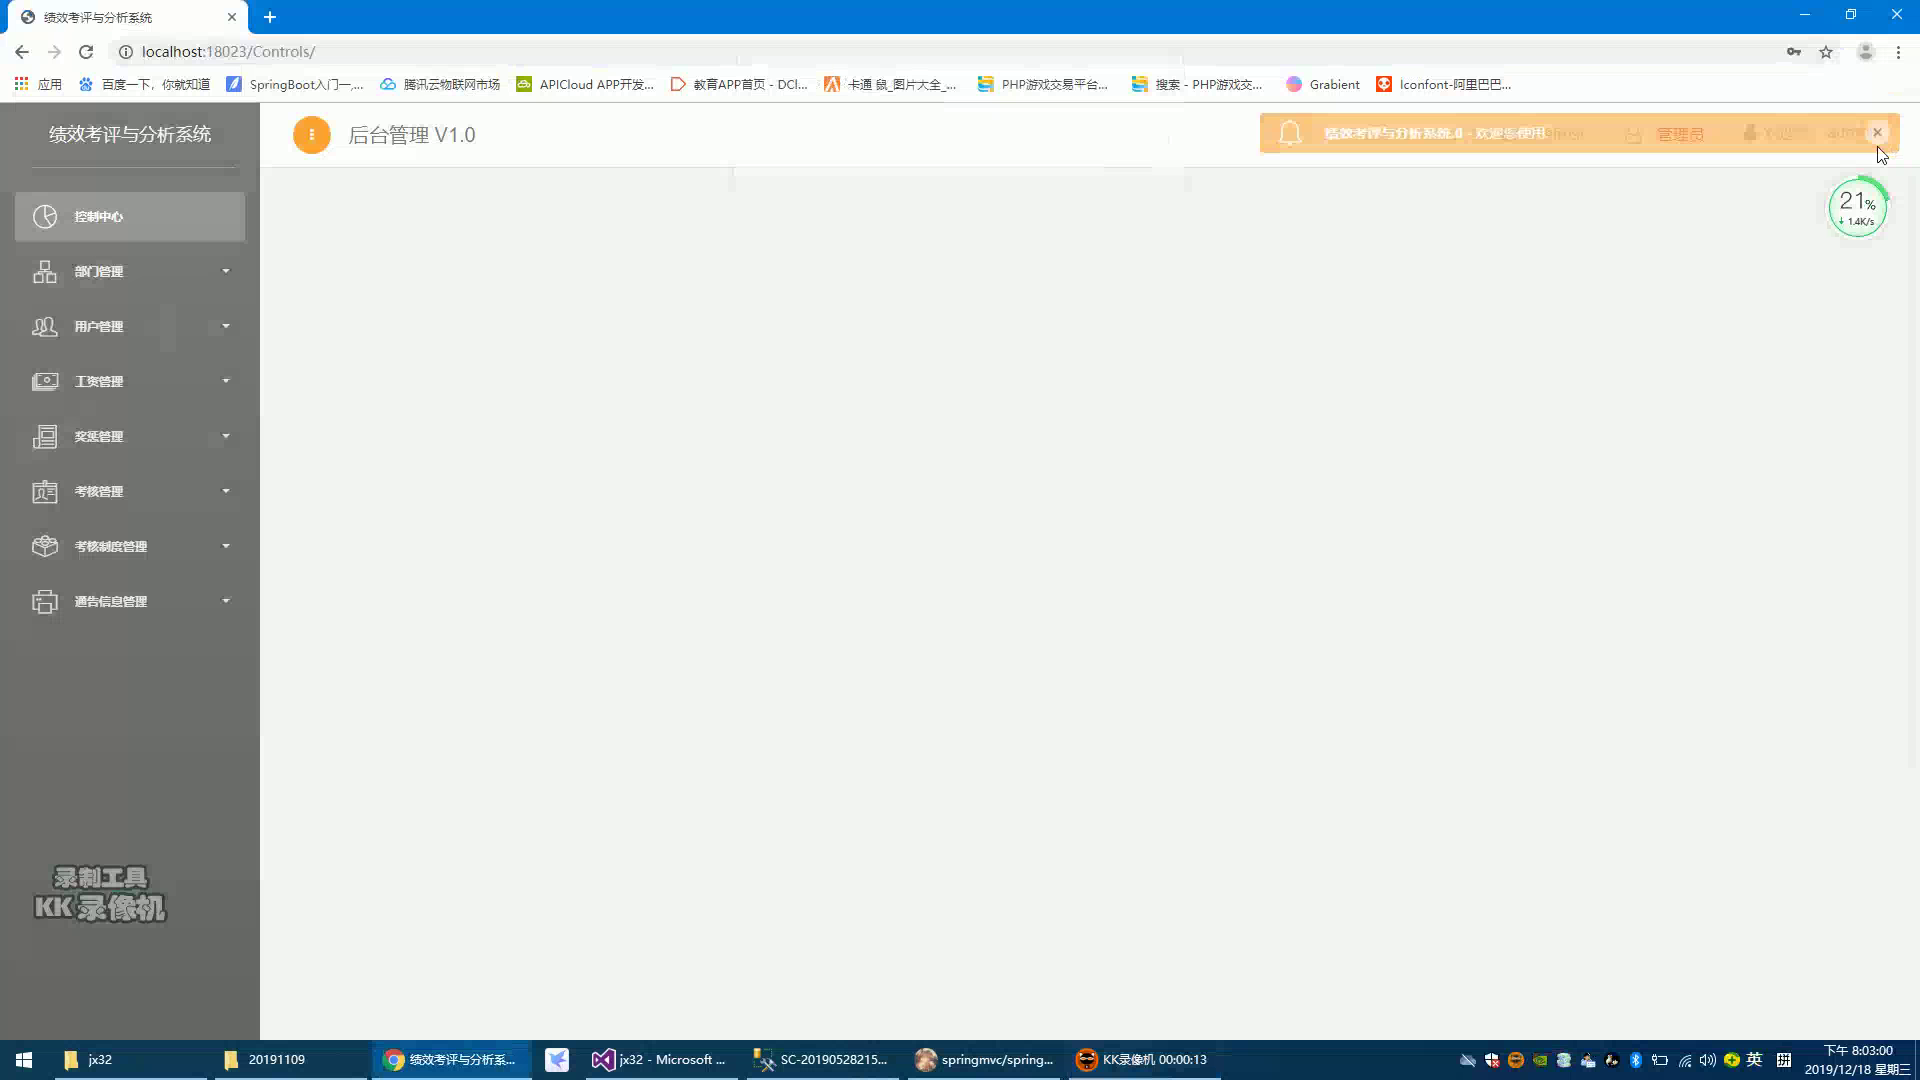 绩效考评与分析系统
localhost:18023/Controls/
应用
百度一下，你就知道
SpringBoot入门一,...
腾讯云物联网市场
APICloud APP开发...
教育APP首页 - DCl...
卡通 鼠_图片大全_...
PHP游戏交易平台...
搜索 - PHP游戏交...
Grabient
Iconfont-阿里巴巴...
绩效考评与分析系统
后台管理 V1.0
绩效考评与分析系统.0 - 欢迎您使用
管理员
21%
1.4K/s
控制中心
部门管理
用户管理
工资管理
奖惩管理
考核管理
考核制度管理
通告信息管理
录制工具
KK 录像机
jx32
20191109
绩效考评与分析系...
jx32 - Microsoft ...
SC-20190528215...
springmvc/spring...
KK录像机 00:00:13
英
拼
下午 8:03:00
2019/12/18 星期三